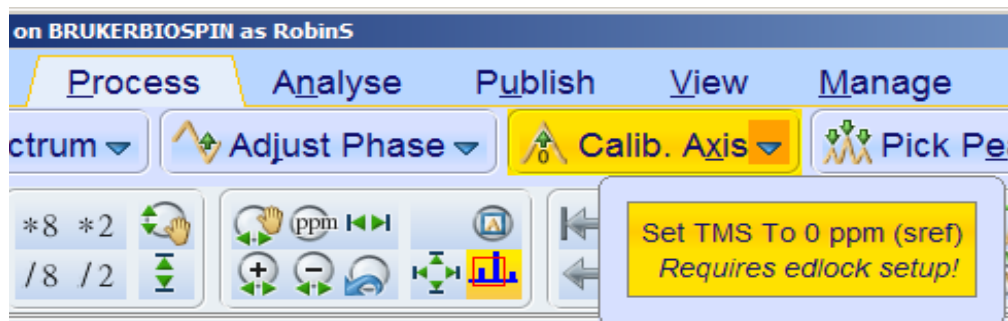 on BRUKERBIOSPIN as RobinS
Process Analyse Publish View Manage
ctrum Adjust Phase Calib. Axis Pick Pe
*8 *2 ppm
/8 /2
Set TMS To 0 ppm (sref)
Requires edlock setup!